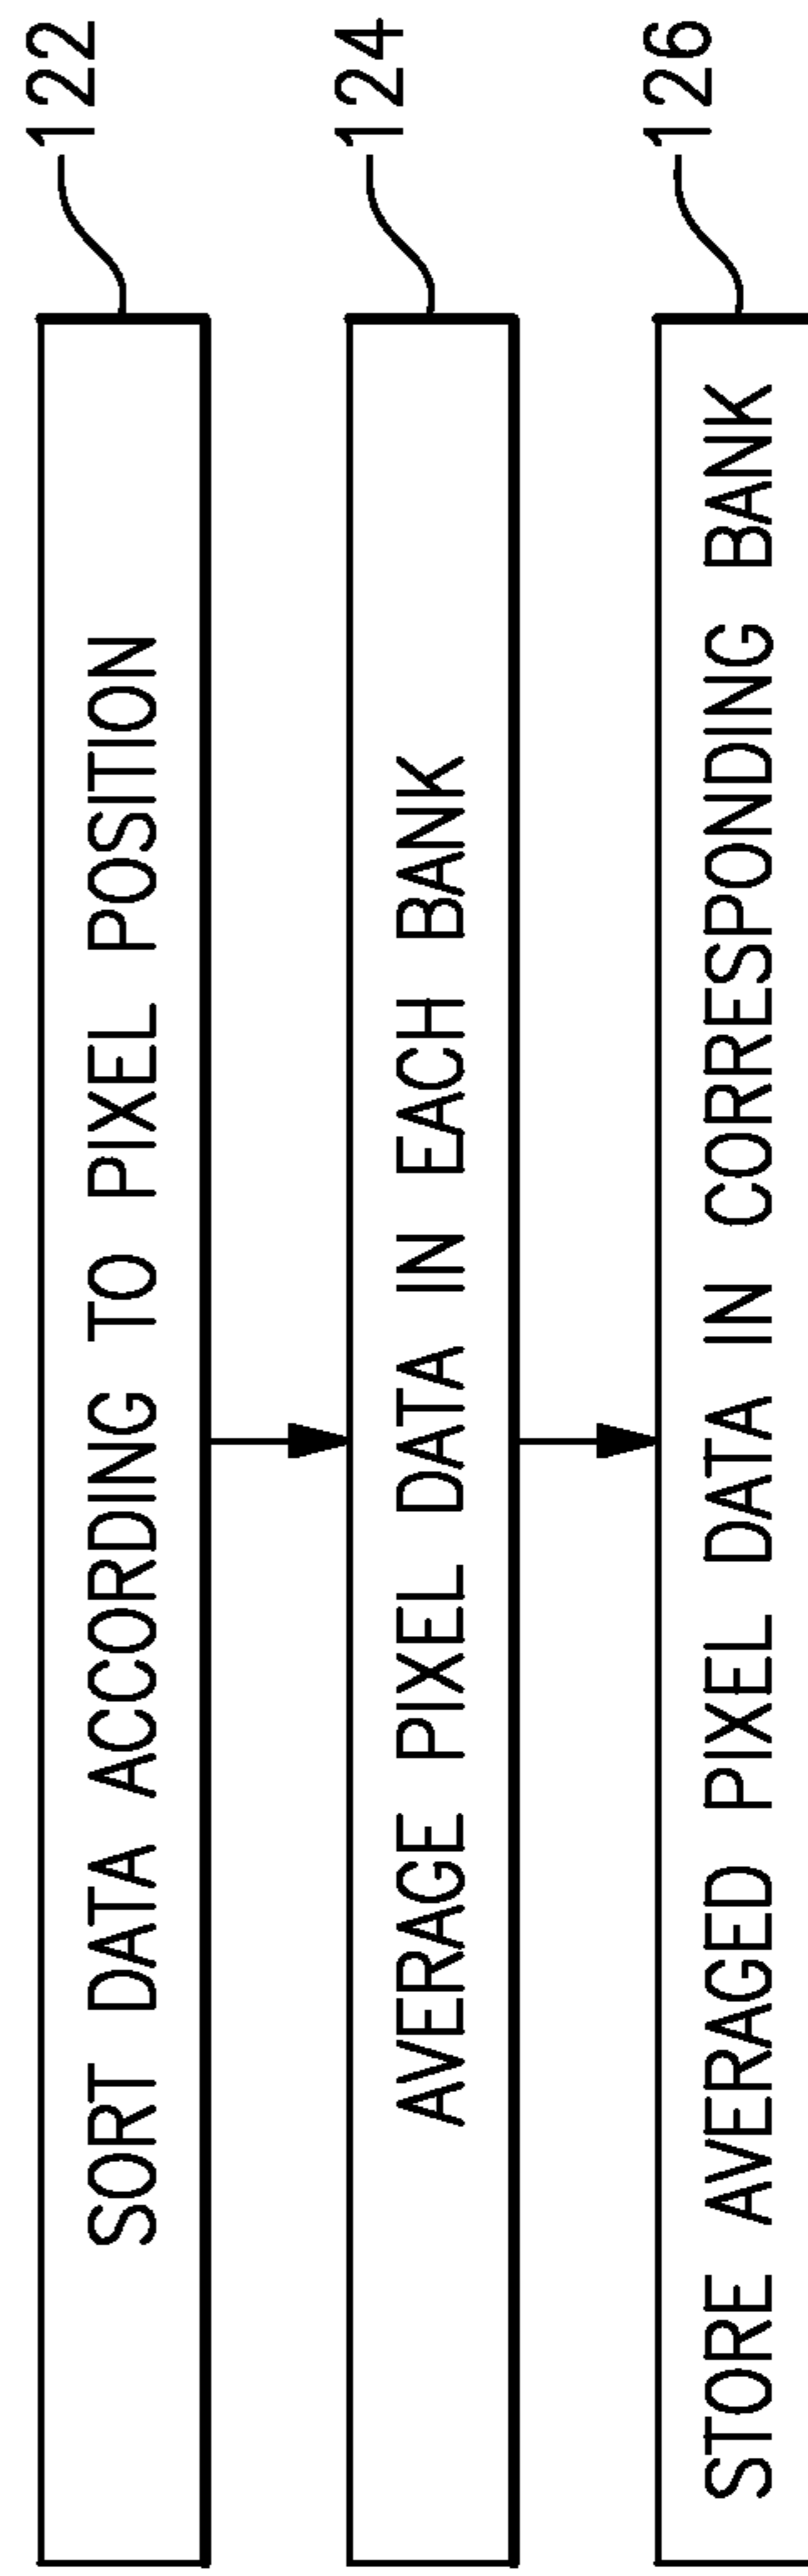 SORT DATA ACCORDING TO PIXEL POSITION
122
AVERAGE PIXEL DATA IN EACH BANK
124
STORE AVERAGED PIXEL DATA IN CORRESPONDING BANK
126